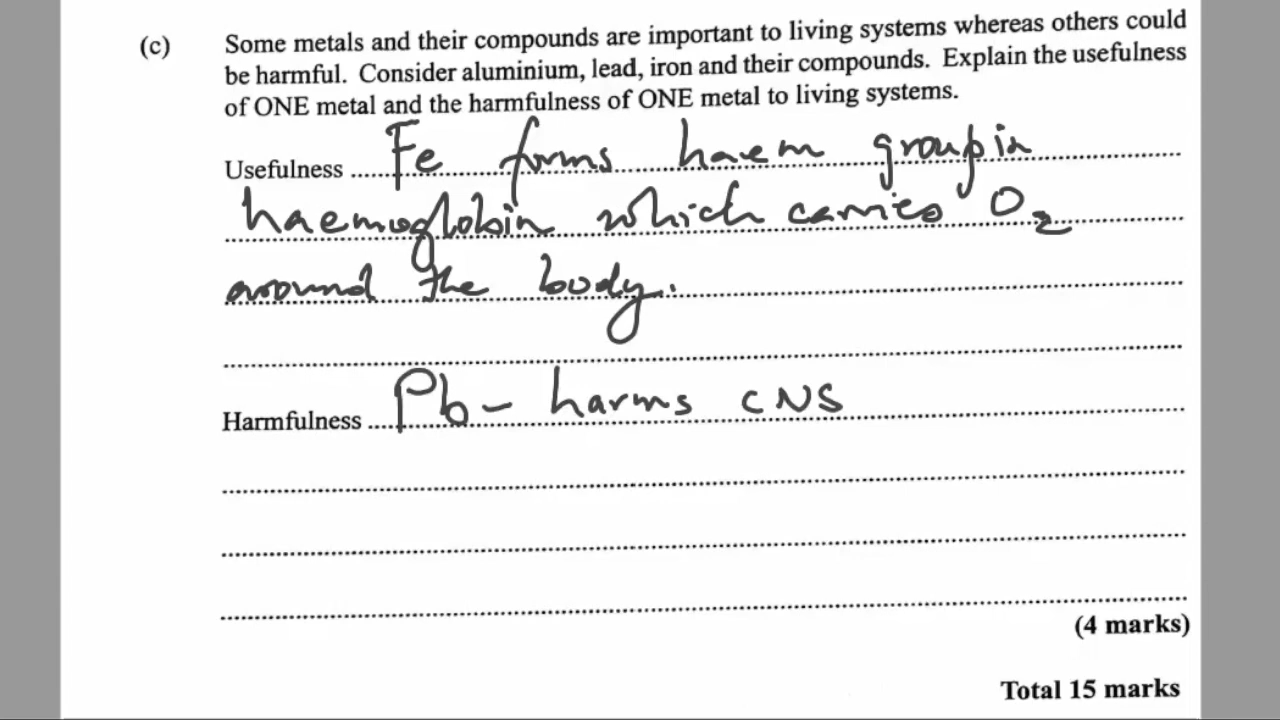 (c) Some metals and their compounds are important to living systems whereas others could
be harmful. Consider aluminium, lead, iron and their compounds. Explain the usefulness
of ONE metal and the harmfulness of ONE metal to living systems.
Usefulness Fe forms haem group in
haemoglobin which carries O₂
around the body.
Harmfulness Pb - harms CNS
(4 marks)
Total 15 marks